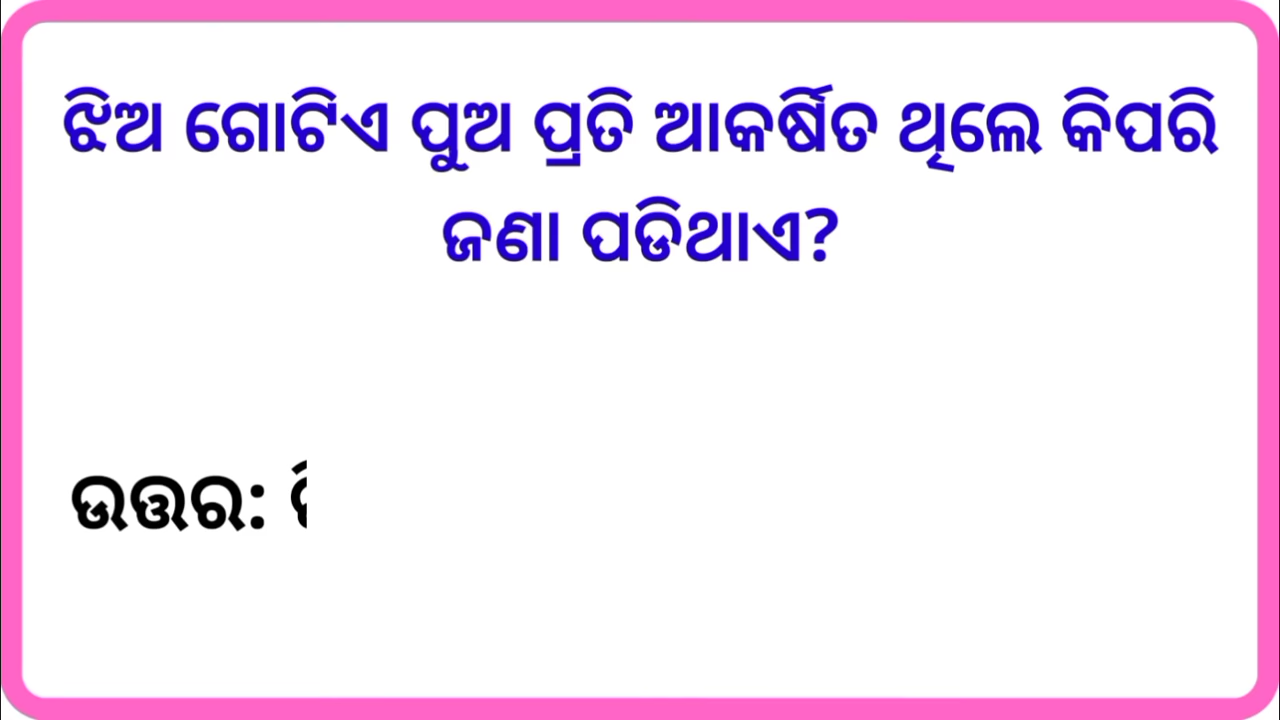 ଝିଅ ଗୋଟିଏ ପୁଅ ପ୍ରତି ଆକର୍ଷିତ ଥିଲେ କିପରି
ଜଣା ପଡିଥାଏ?
ଉତ୍ତର: